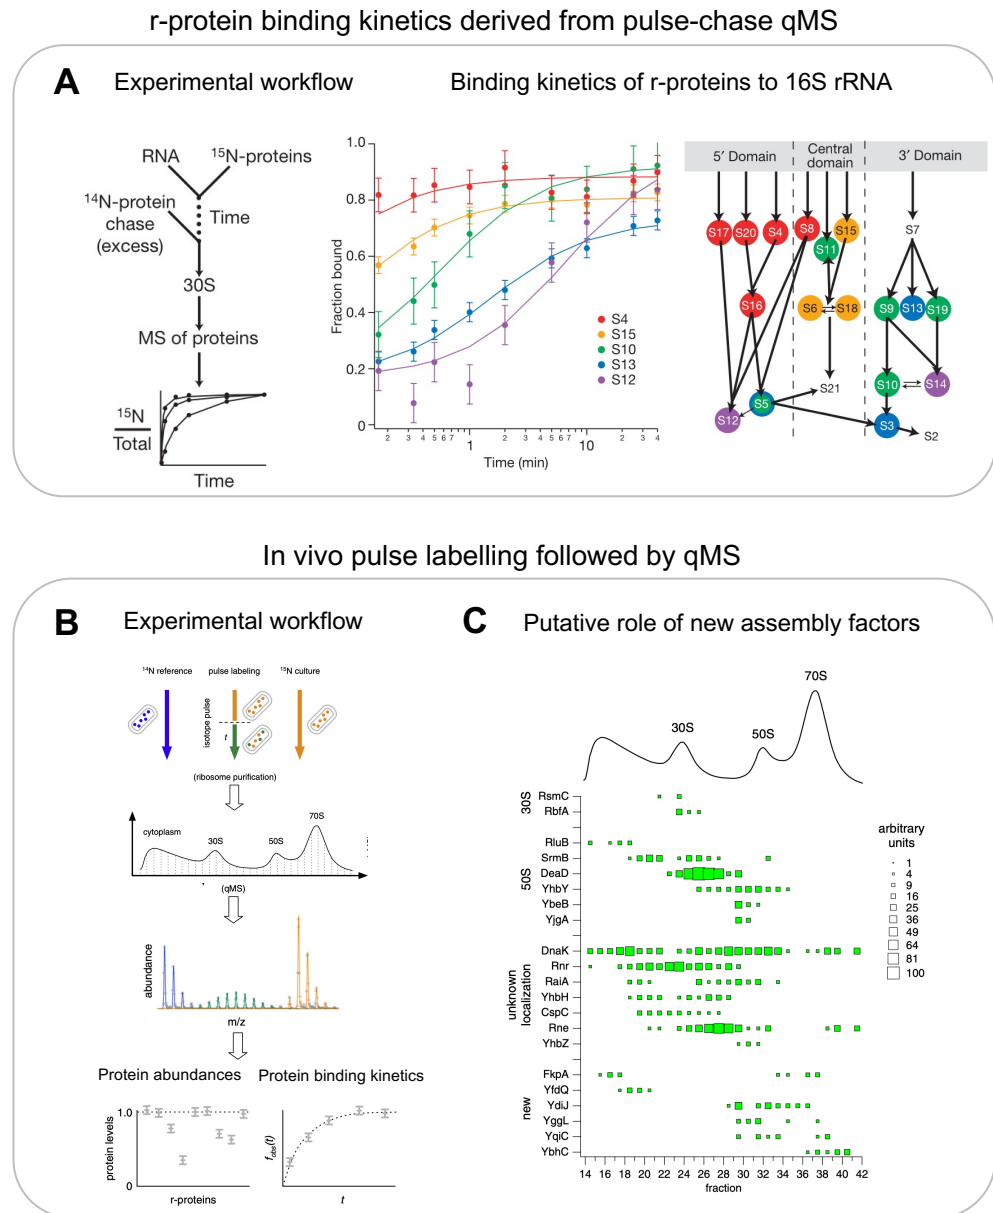 r-protein binding kinetics derived from pulse-chase qMS
A Experimental workflow
Binding kinetics of r-proteins to 16S rRNA
RNA
¹⁵N-proteins
¹⁴N-protein
chase
(excess)
Time
30S
MS of proteins
¹⁵N
Total
Time
Fraction bound
1.0
0.8
0.6
0.4
0.2
0
2 3 4 5 6 7 1 2 3 4 5 6 7 10 2 3 4
Time (min)
S4
S15
S10
S13
S12
5′ Domain
Central
domain
3′ Domain
S17
S20
S4
S8
S15
S7
S11
S16
S6
S18
S9
S13
S19
S21
S10
S14
S12
S5
S3
S2
In vivo pulse labelling followed by qMS
B Experimental workflow
¹⁴N reference
pulse labeling
¹⁵N culture
isotope pulse
t
(ribosome purification)
cytoplasm
30S
50S
70S
(qMS)
abundance
m/z
Protein abundances
Protein binding kinetics
protein levels
1.0
0
r-proteins
fobs(t)
t
C Putative role of new assembly factors
30S
50S
70S
30S
RsmC
RbfA
50S
RluB
SrmB
DeaD
YhbY
YbeB
YjgA
unknown
localization
DnaK
Rnr
RaiA
YhbH
CspC
Rne
YhbZ
new
FkpA
YfdQ
YdiJ
YggL
YqiC
YbhC
14 16 18 20 22 24 26 28 30 32 34 36 38 40 42
fraction
arbitrary
units
1
4
9
16
25
36
49
64
81
100